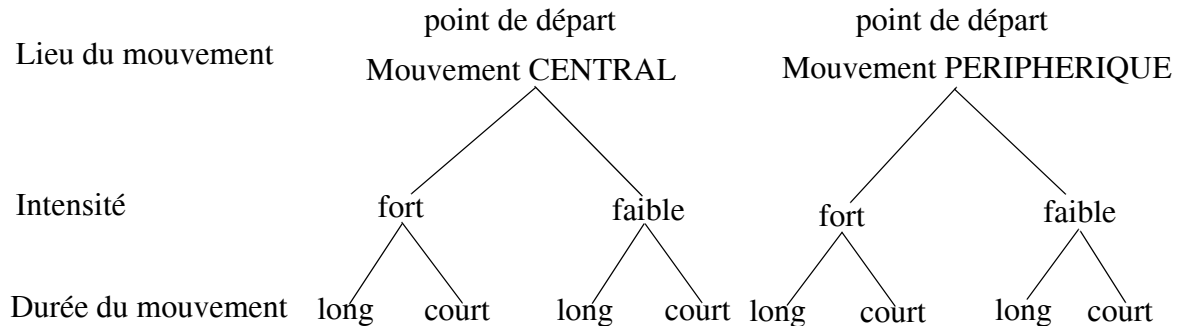 point de départ point de départ
Lieu du mouvement
Mouvement CENTRAL Mouvement PERIPHERIQUE
Intensité fort faible fort faible
Durée du mouvement long court long court long court long court